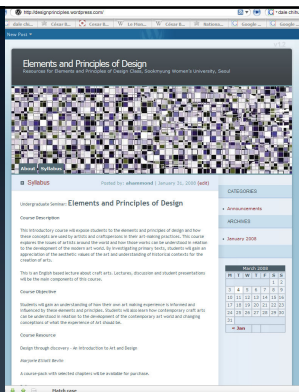 http://designprinciples.wordpress.com/
New Post
Elements and Principles of Design
Resources for Elements and Principles of Design Class, Sookmyung Women's University, Seoul
About Syllabus
Syllabus
Posted by: | January 31, 2008 (edit)
Undergraduate Seminar: Elements and Principles of Design
Course Description
This introductory course will expose students to the elements and principles of design and how
these concepts are used by artists and craftspersons in their art making practices. This course
explores the issues of artists around the world and how those works can be understood in relation
to the development of the modern art world. By investigating primary texts, students will gain an
appreciation of the aesthetic values of the art and understanding of historical contexts for the
creation of arts.
This is an English based lecture about craft arts. Lectures, discussion and student presentations
will be the main components of this course.
Course Objective
Students will gain an understanding of how their own art making experience is informed and
influenced by these elements and principles. Students will also learn how contemporary craft arts
can be understood in relation to the development of the contemporary art world and changing
conceptions of what the experience of Art should be.
Course Resource
Design through discovery - An Introduction to Art and Design
Marjorie Elliott Bevlin
A course-pack with selected chapters will be available for purchase.
CATEGORIES
Announcements
ARCHIVES
January 2008
March 2008
1 2
3 4 5 6 7 8 9
10 11 12 13 14 15 16
17 18 19 20 21 22 23
24 25 26 27 28 29 30
31
« Jan